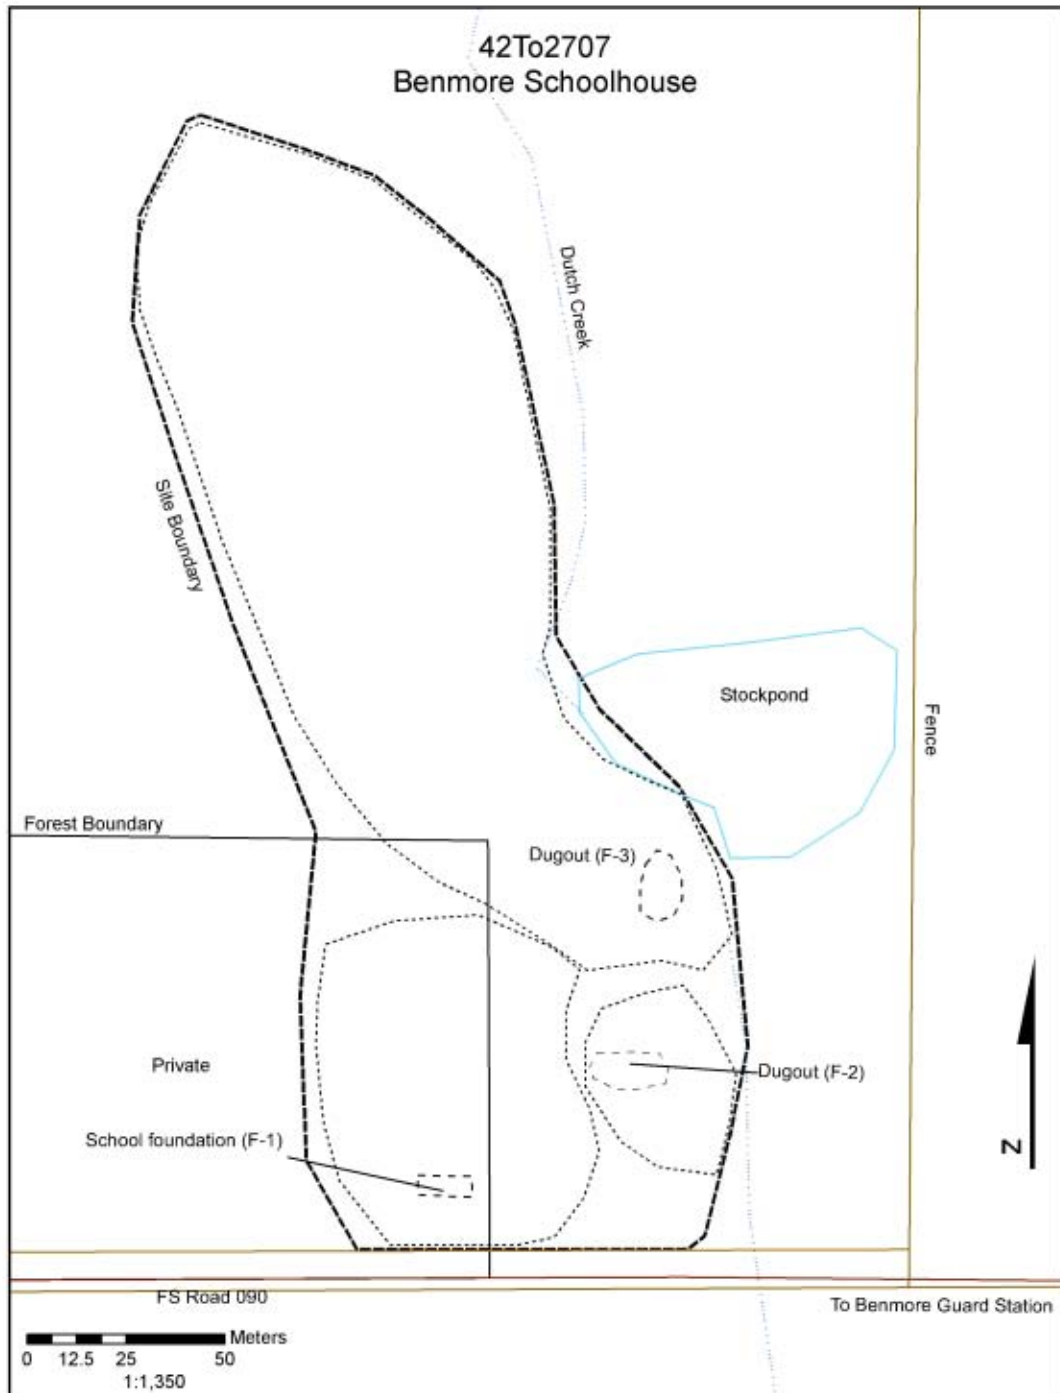 42To2707
Benmore Schoolhouse
Dutch Creek
Site Boundary
Stockpond
Fence
Forest Boundary
Dugout (F-3)
Private
Dugout (F-2)
School foundation (F-1)
N
FS Road 090
To Benmore Guard Station
Meters
0 12.5 25 50
1:1,350